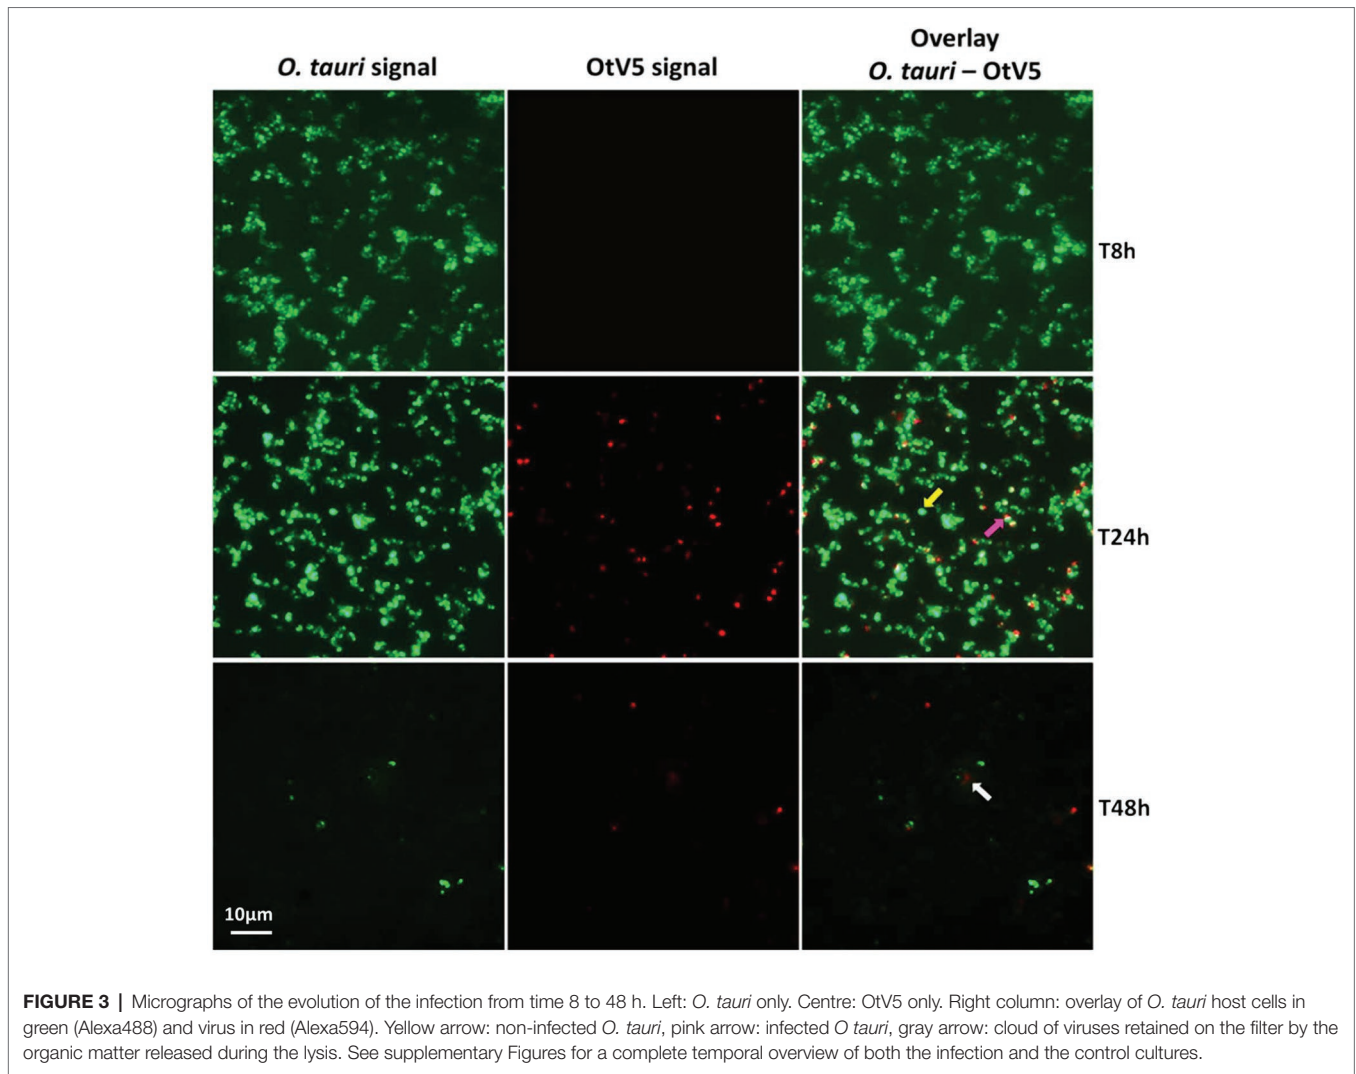 O. tauri signal
OtV5 signal
Overlay
O. tauri – OtV5
T8h
T24h
T48h
10µm
FIGURE 3 | Micrographs of the evolution of the infection from time 8 to 48 h. Left: O. tauri only. Centre: OtV5 only. Right column: overlay of O. tauri host cells in
green (Alexa488) and virus in red (Alexa594). Yellow arrow: non-infected O. tauri, pink arrow: infected O tauri, gray arrow: cloud of viruses retained on the filter by the
organic matter released during the lysis. See supplementary Figures for a complete temporal overview of both the infection and the control cultures.